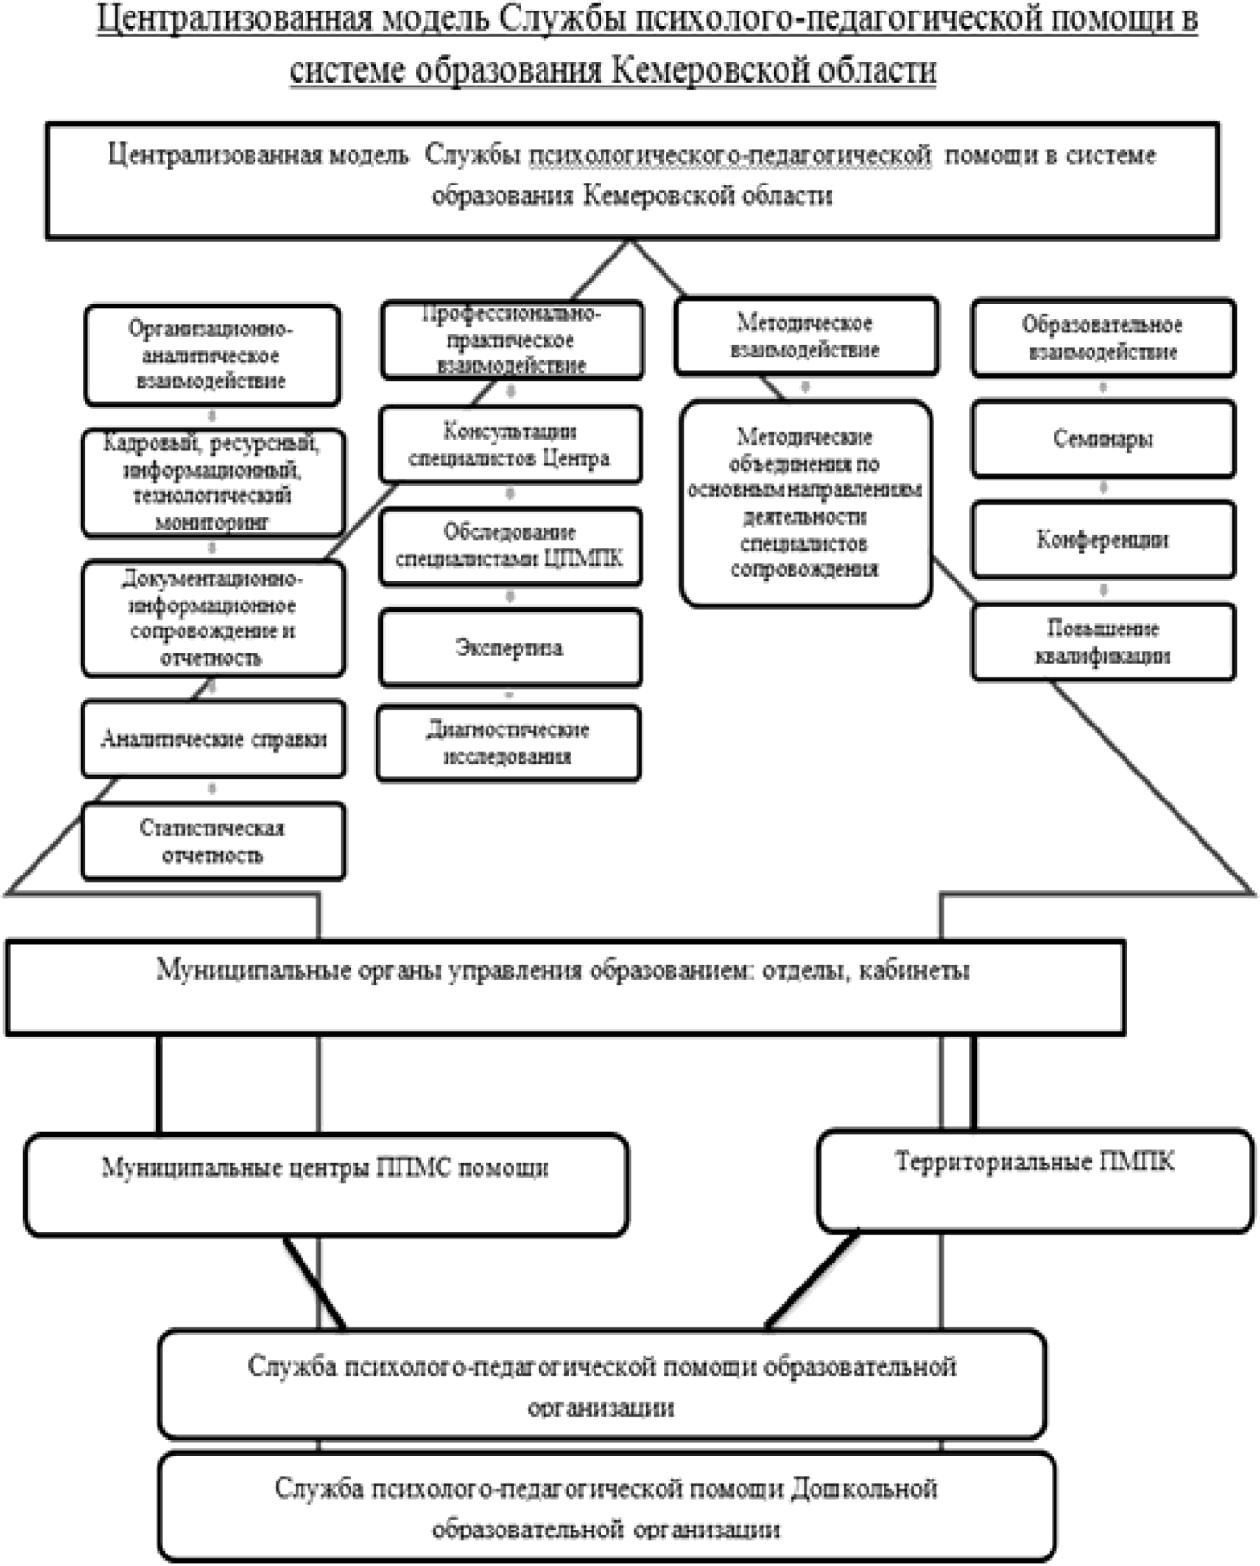 Централизованная модель Службы психолого-педагогической помощи в
системе образования Кемеровской области
Централизованная модель Службы психологического-педагогической помощи в системе
образования Кемеровской области
Организационно-
аналитическое
взаимодействие
Кадровый, ресурсный,
информационный,
технологический
мониторинг
Документационно-
информационное
сопровождение и
отчетность
Аналитические справки
Статистическая
отчетность
Профессионально-
практическое
взаимодействие
Консультации
специалистов Центра
Обследование
специалистами ЦПМПК
Экспертиза
Диагностические
исследования
Методическое
взаимодействие
Методические
объединения по
основным направлениям
деятельности
специалистов
сопровождения
Образовательное
взаимодействие
Семинары
Конференции
Повышение
квалификации
Муниципальные органы управления образованием: отделы, кабинеты
Муниципальные центры ППМС помощи
Территориальные ПМПК
Служба психолого-педагогической помощи образовательной
организации
Служба психолого-педагогической помощи Дошкольной
образовательной организации